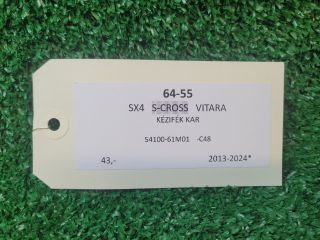 64-55
SX4 S-CROSS VITARA
KÉZIFÉK KAR
54100-61M01 -C48
43,- 2013-2024*